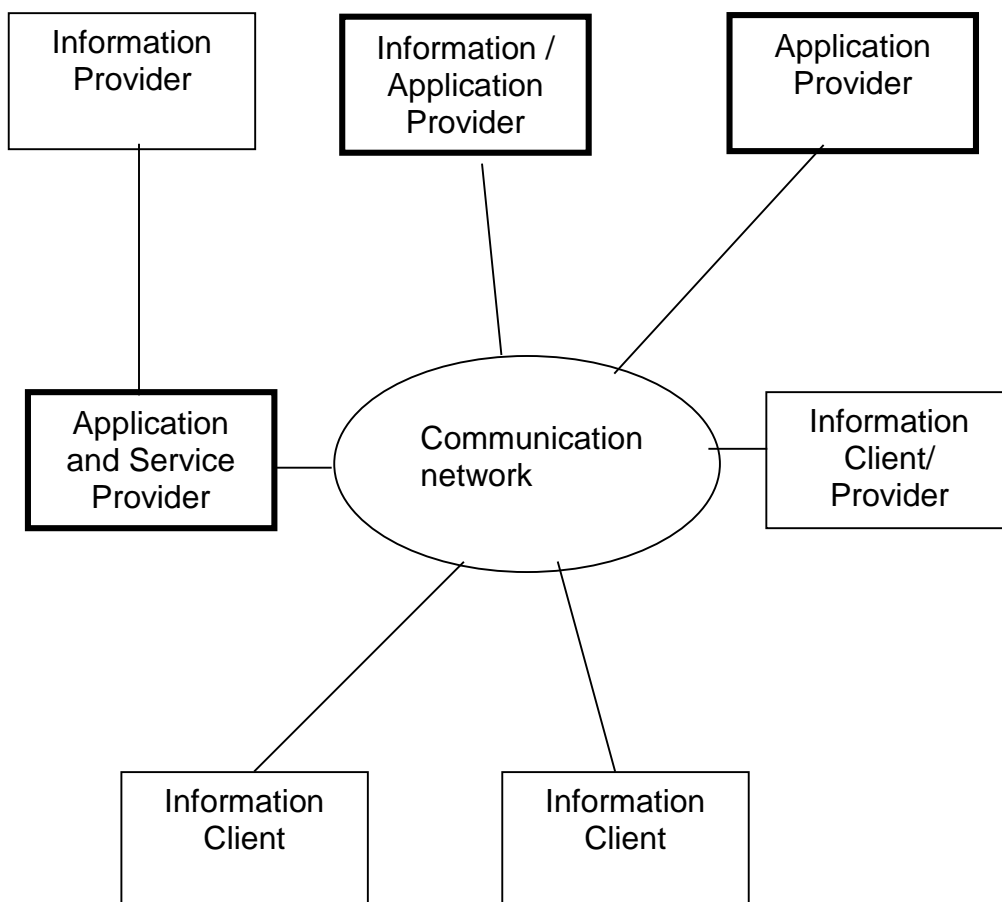 Information
Provider
Information /
Application
Provider
Application
Provider
Application
and Service
Provider
Communication
network
Information
Client/
Provider
Information
Client
Information
Client